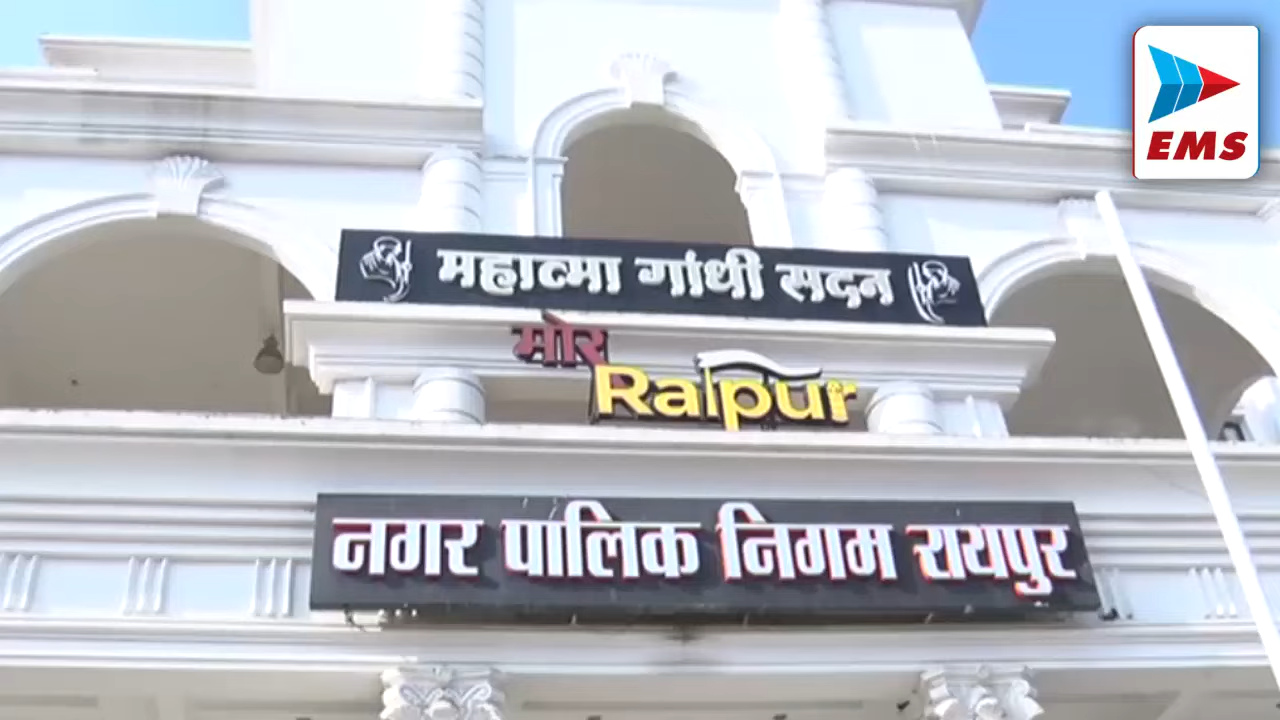 EMS
महात्मा गांधी सदन
मोर
Raipur
नगर पालिक निगम रायपुर